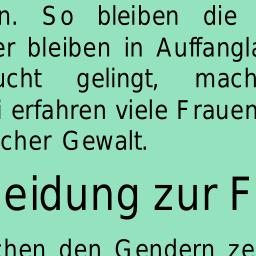 n. So bleiben die
er bleiben in Auffangla
ucht gelingt, mach
i erfahren viele Frauen
cher Gewalt.
eidung zur F
chen den Gendern ze